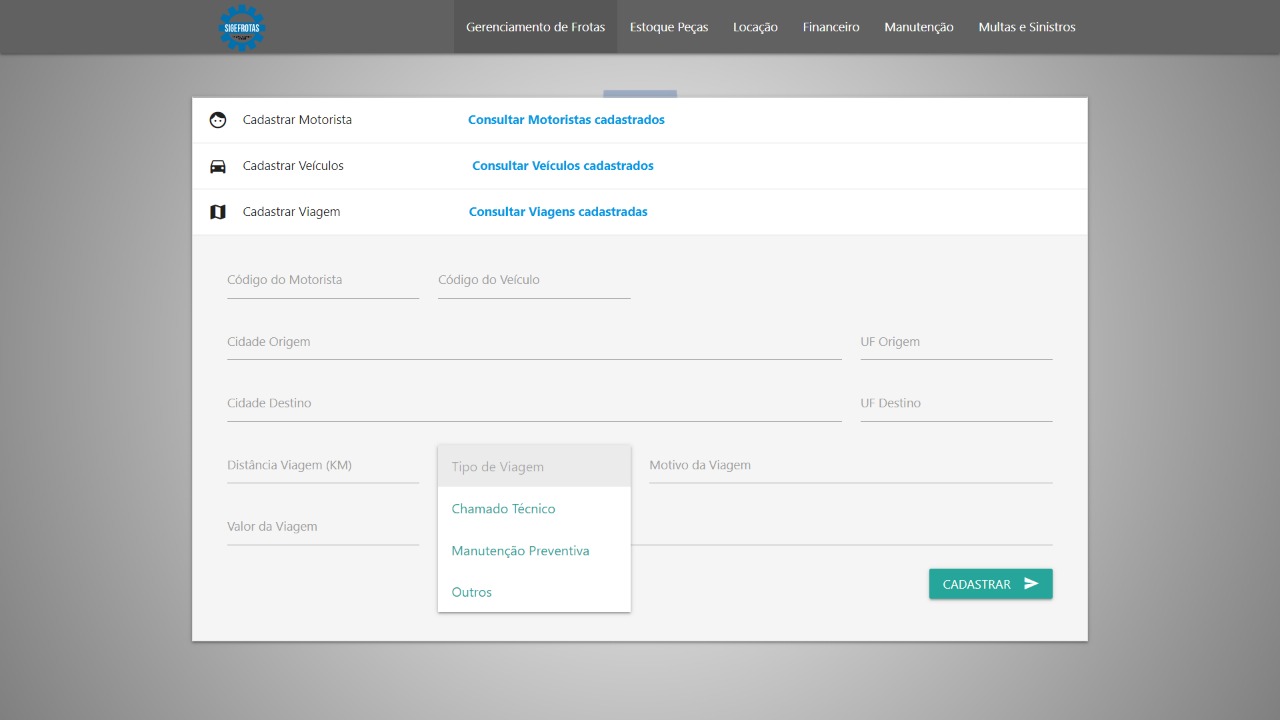 SIGEFROTAS
Gerenciamento de Frotas
Estoque Peças
Locação
Financeiro
Manutenção
Multas e Sinistros
Cadastrar Motorista
Consultar Motoristas cadastrados
Cadastrar Veículos
Consultar Veículos cadastrados
Cadastrar Viagem
Consultar Viagens cadastradas
Código do Motorista
Código do Veículo
Cidade Origem
UF Origem
Cidade Destino
UF Destino
Distância Viagem (KM)
Tipo de Viagem
Motivo da Viagem
Chamado Técnico
Valor da Viagem
Manutenção Preventiva
Outros
CADASTRAR